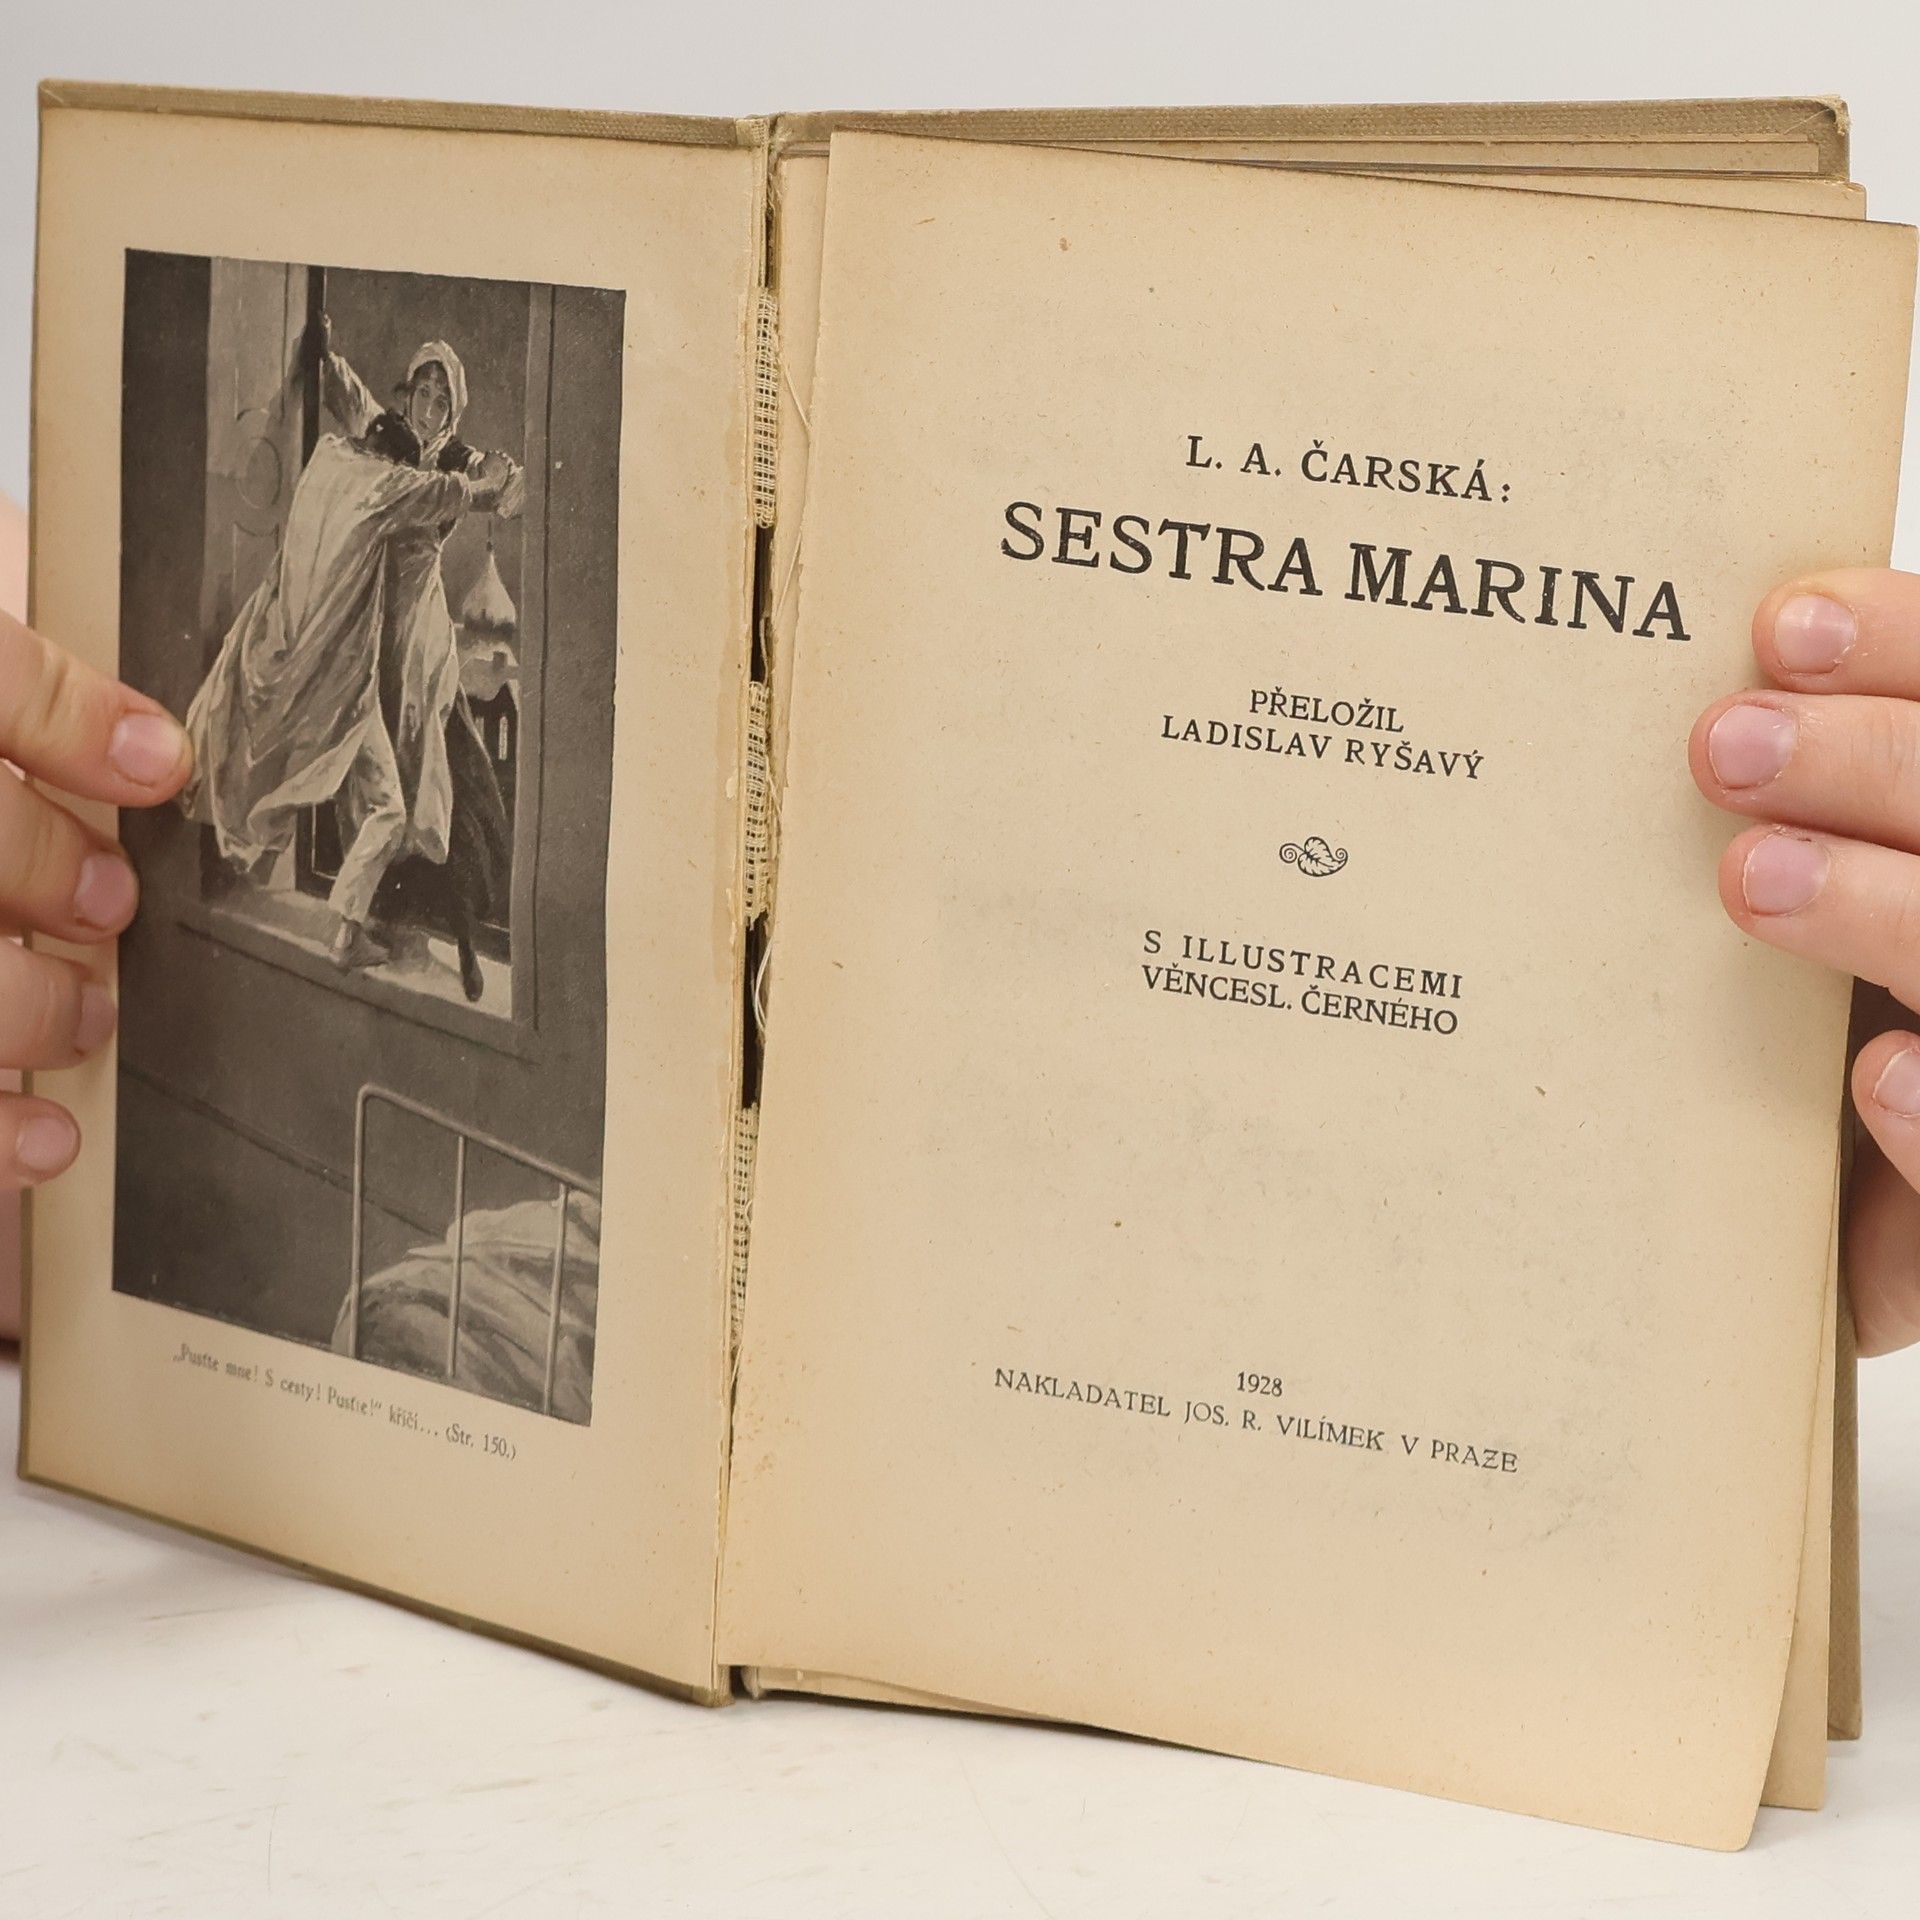 „Pusťte mne! S cesty! Pusťte!“ křičí... (Str. 150.)
L. A. ČARSKÁ:
SESTRA MARINA
PŘELOŽIL
LADISLAV RYŠAVÝ
S ILLUSTRACEMI
VĚNCESL. ČERNÉHO
1928
NAKLADATEL JOS. R. VILÍMEK V PRAZE